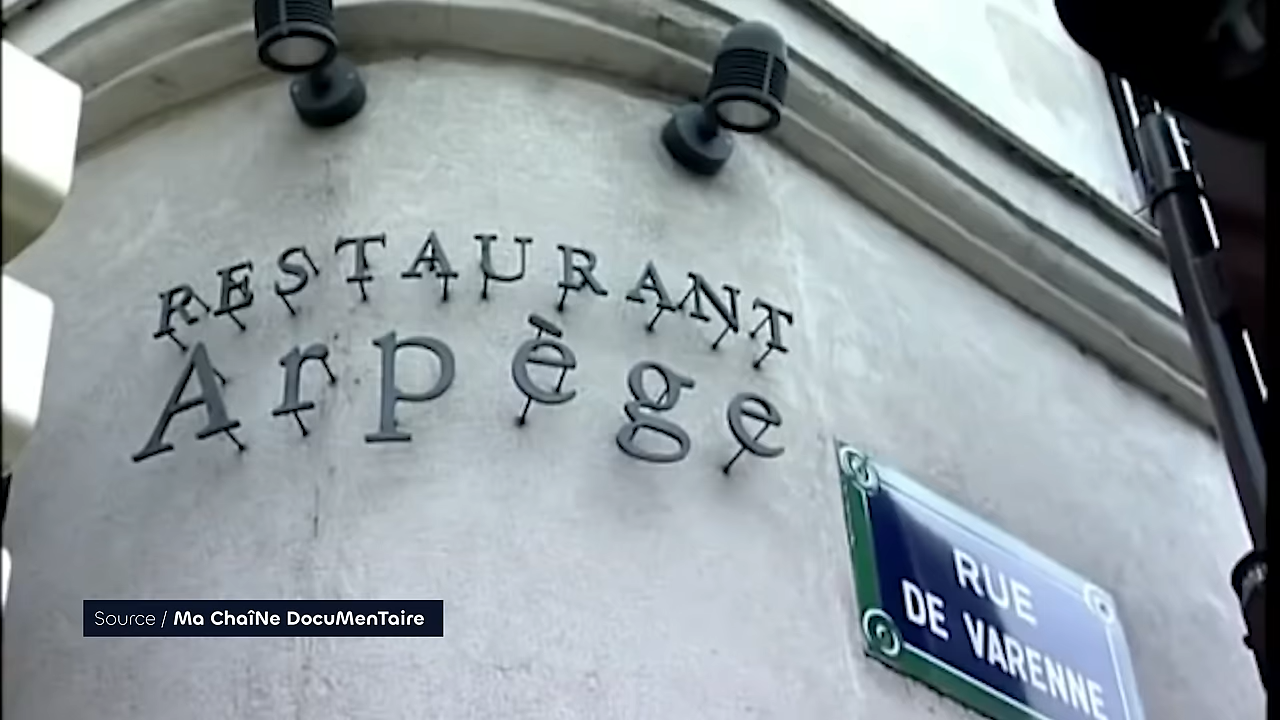 RESTAURANT
Arpège
RUE
DE VARENNE
Source / Ma ChaîNe DocuMenTaire